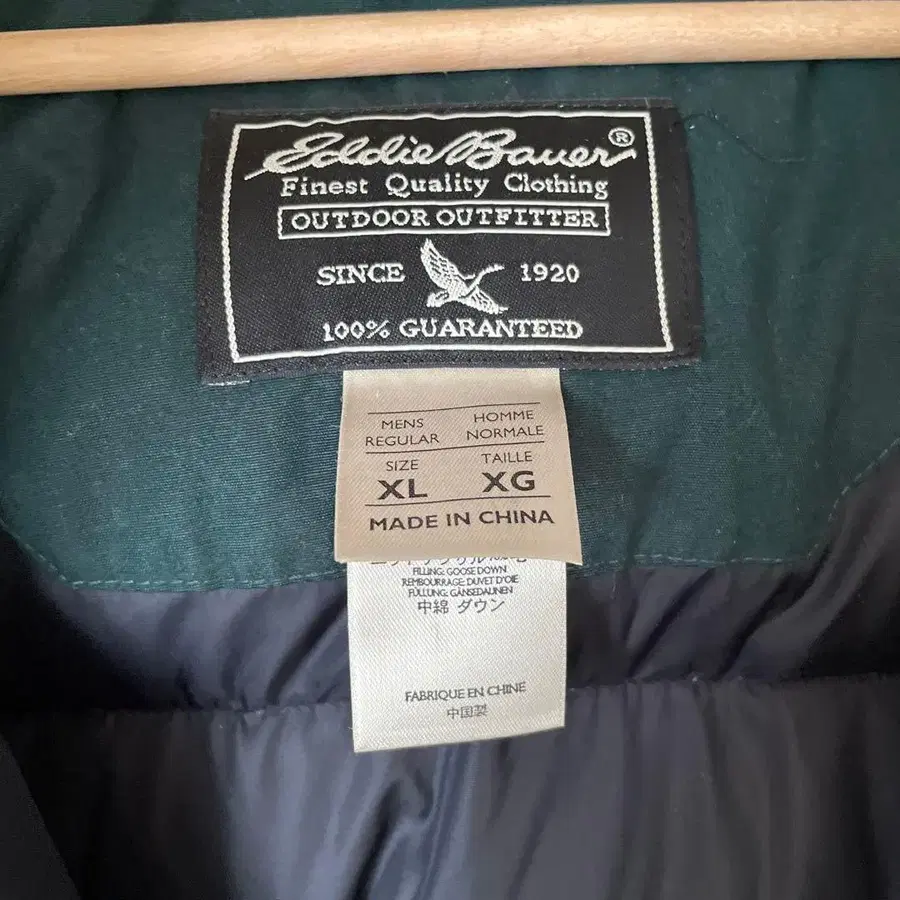 Eddie Bauer®
Finest Quality Clothing
OUTDOOR OUTFITTER
SINCE 1920
100% GUARANTEED
MENS REGULAR
HOMME NORMALE
SIZE XL
TAILLE XG
MADE IN CHINA
FILLING: GOOSE DOWN
REMBOURRAGE: DUVET D'OIE
FÜLLUNG: GÄNSEDAUNEN
中綿 ダウン
FABRIQUE EN CHINE
中国製